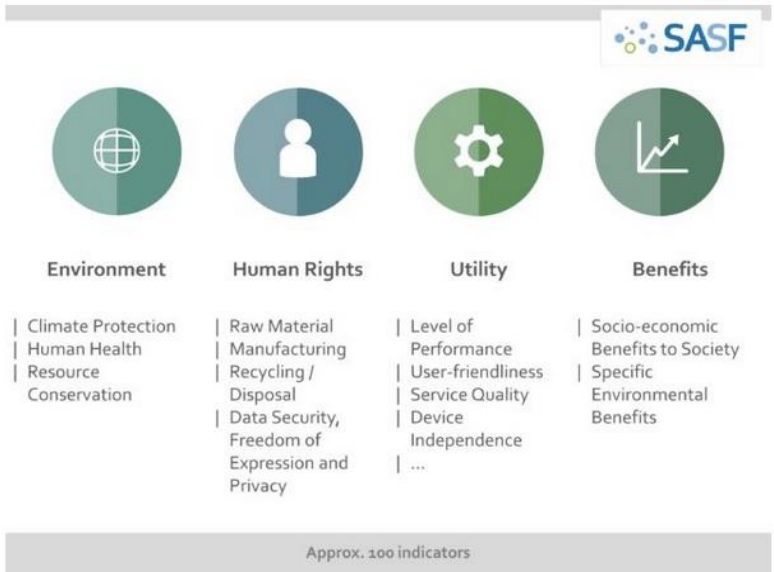 SASF
Environment
| Climate Protection
| Human Health
| Resource
Conservation
Human Rights
| Raw Material
| Manufacturing
| Recycling /
Disposal
| Data Security,
Freedom of
Expression and
Privacy
Utility
| Level of
Performance
| User-friendliness
| Service Quality
| Device
Independence
| ...
Benefits
| Socio-economic
Benefits to Society
| Specific
Environmental
Benefits
Approx. 100 indicators